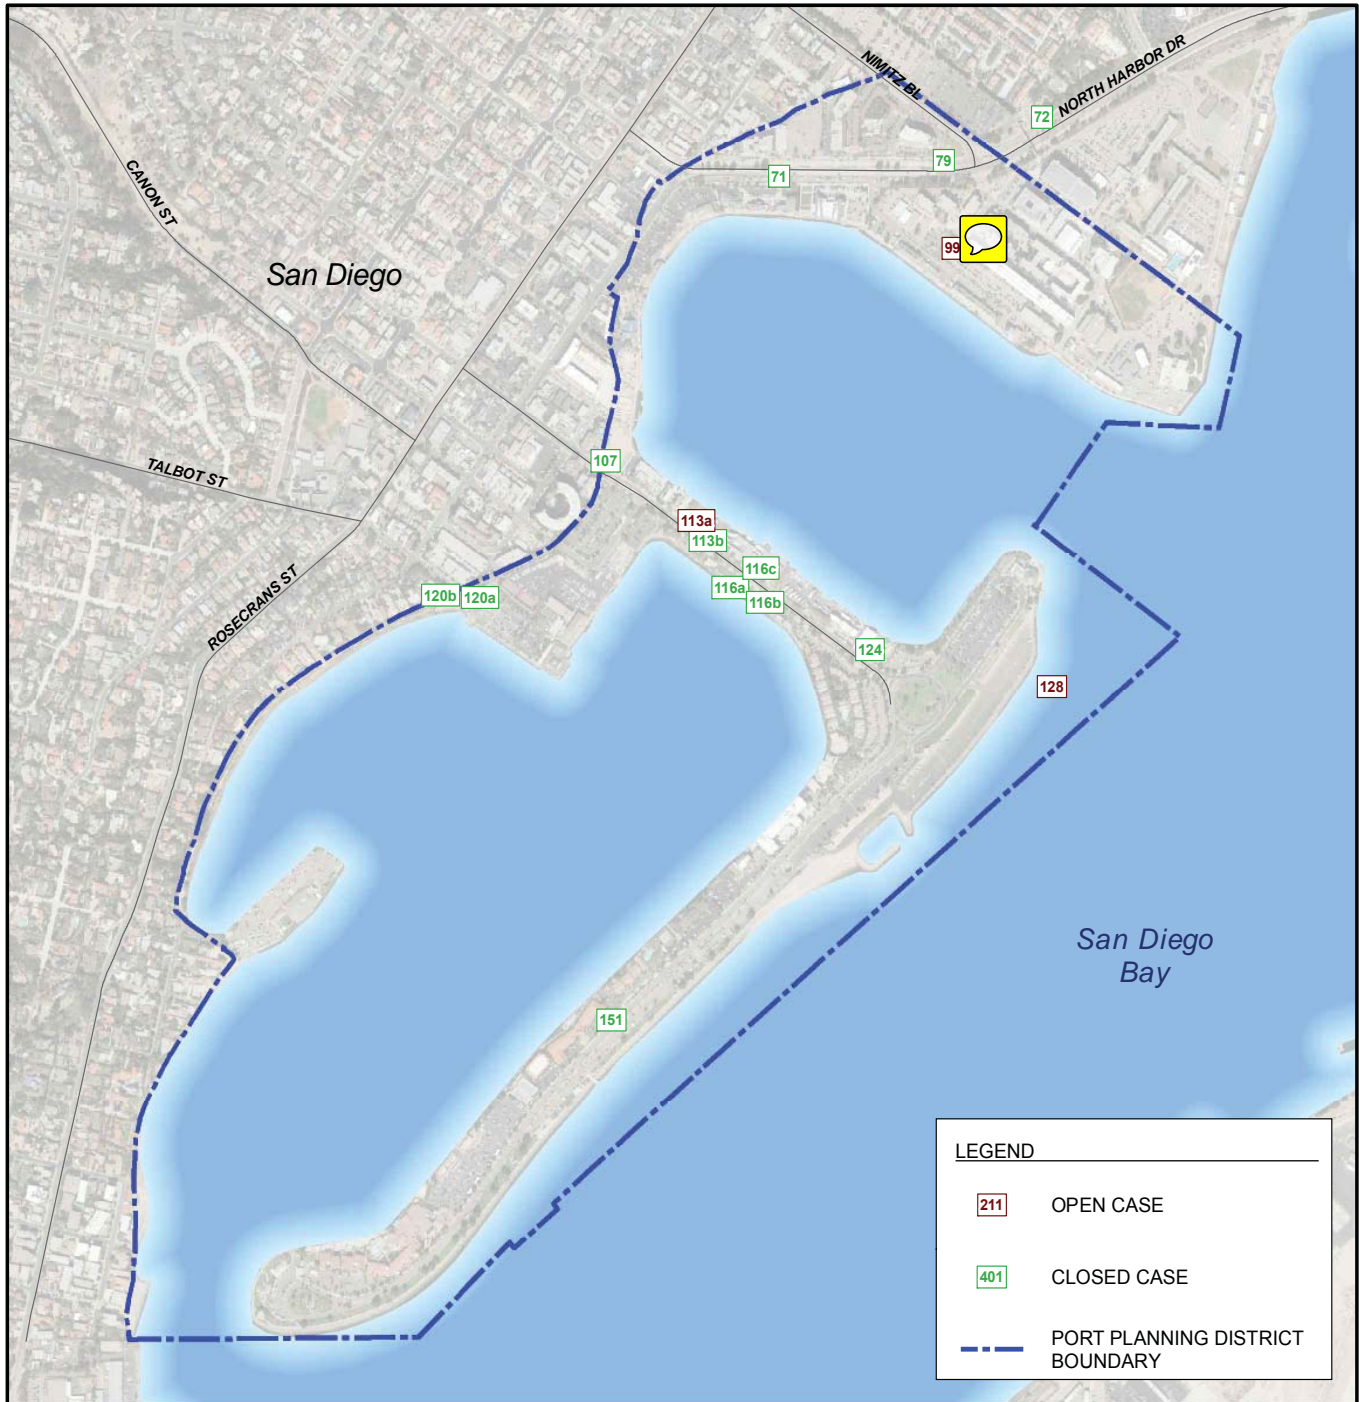 NIMITZ BL
NORTH HARBOR DR
72
79
71
CANON ST
99
San Diego
107
TALBOT ST
113a
113b
116c
116a
116b
120b
120a
ROSECRANS ST
124
128
San Diego
Bay
151
LEGEND
211 OPEN CASE
401 CLOSED CASE
PORT PLANNING DISTRICT
BOUNDARY